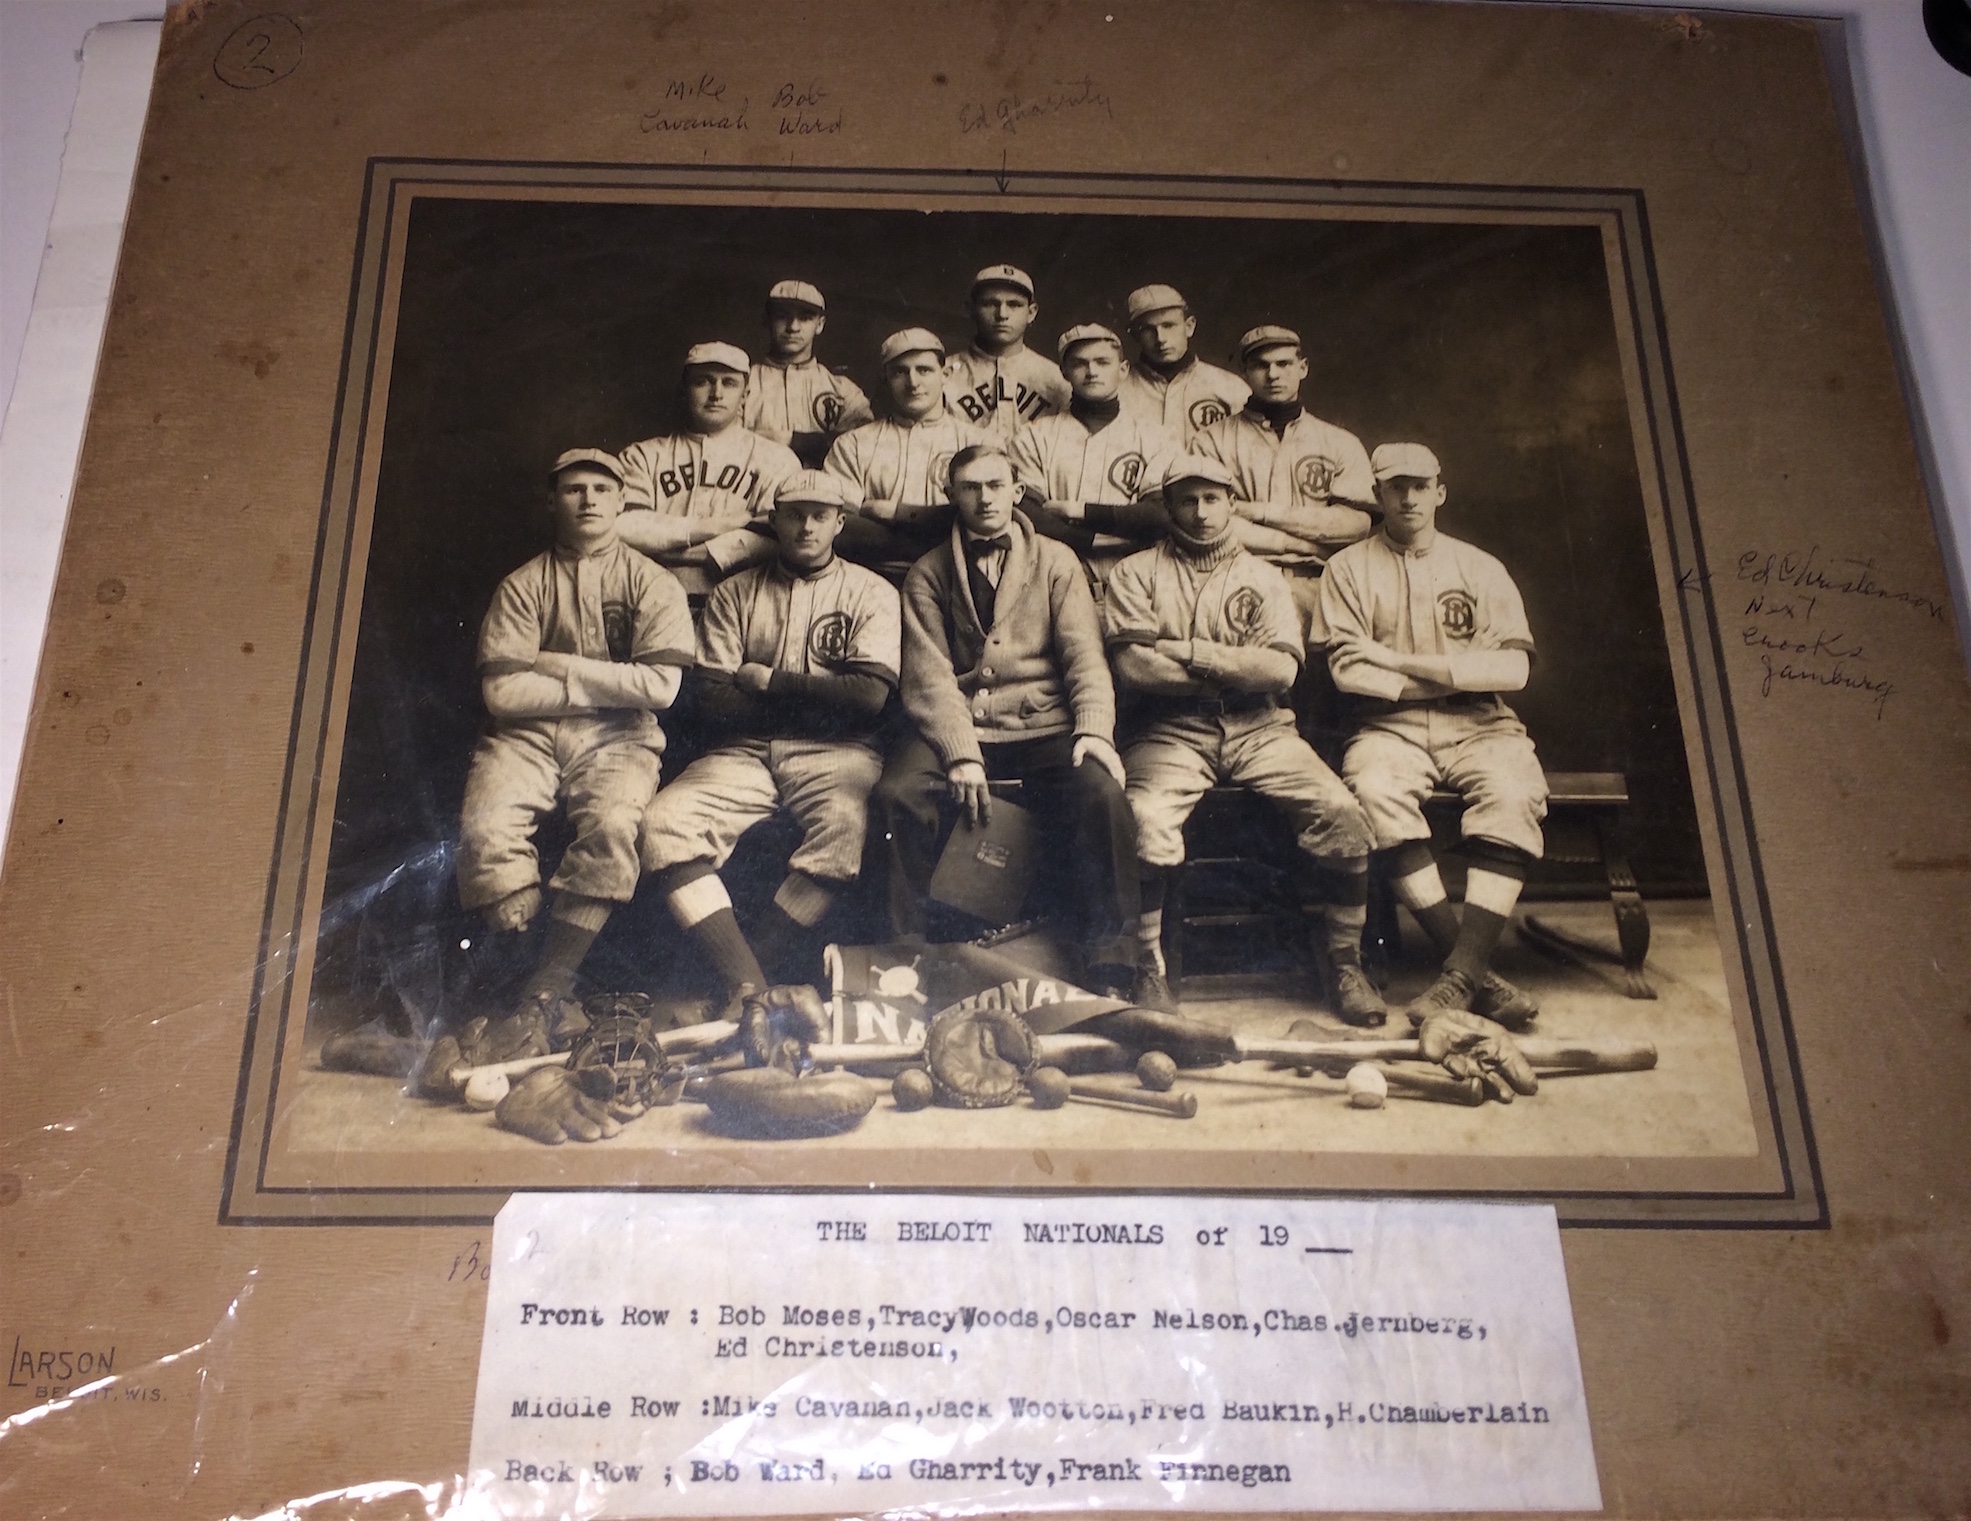 2
Mike Bob
Cavanah Ward
Ed Gharrity
B
BELOIT
BELOIT
NATIONALS
Ed Christenson
Next
Crooks
Jamburg
THE BELOIT NATIONALS of 19 __
Front Row : Bob Moses,TracyWoods,Oscar Nelson,Chas.Jernberg,
Ed Christenson,
Middle Row :Mike Cavanan,Jack Wootton,Fred Baukin,H.Chamberlain
Back Row ; Bob Ward, Ed Gharrity,Frank Finnegan
LARSON
BELOIT, WIS.